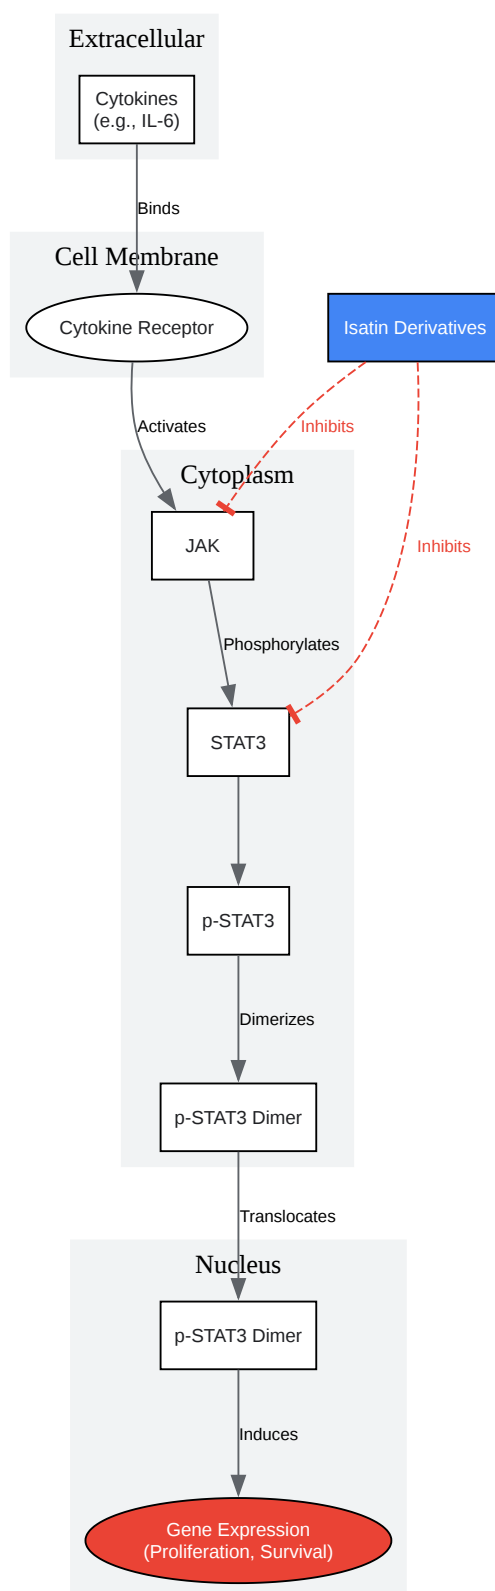 Extracellular
Cytokines
(e.g., IL-6)
Binds
Cell Membrane
Cytokine Receptor
Isatin Derivatives
Activates
Inhibits
Cytoplasm
JAK
Inhibits
Phosphorylates
STAT3
p-STAT3
Dimerizes
p-STAT3 Dimer
Translocates
Nucleus
p-STAT3 Dimer
Induces
Gene Expression
(Proliferation, Survival)